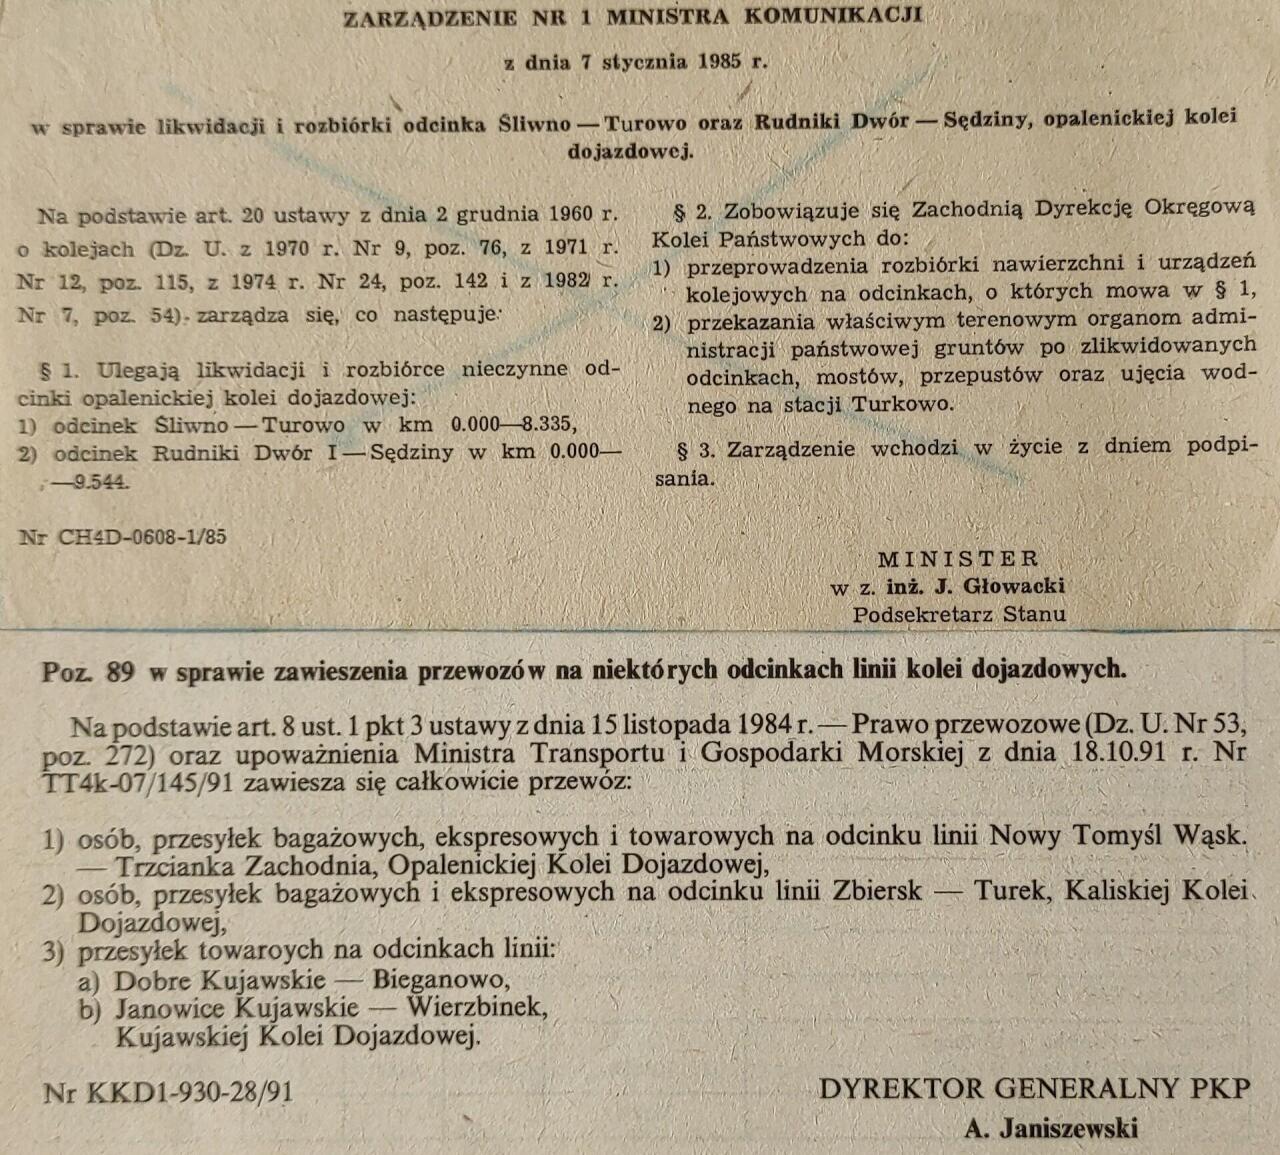 ZARZĄDZENIE NR 1 MINISTRA KOMUNIKACJI
z dnia 7 stycznia 1985 r.
w sprawie likwidacji i rozbiórki odcinka Śliwno — Turowo oraz Rudniki Dwór — Sędziny, opalenickiej kolei
dojazdowej.
Na podstawie art. 20 ustawy z dnia 2 grudnia 1960 r.
o kolejach (Dz. U. z 1970 r. Nr 9, poz. 76, z 1971 r.
Nr 12, poz. 115, z 1974 r. Nr 24, poz. 142 i z 1982 r.
Nr 7, poz. 54) zarządza się, co następuje:
§ 1. Ulegają likwidacji i rozbiórce nieczynne od-
cinki opalenickiej kolei dojazdowej:
1) odcinek Śliwno — Turowo w km 0.000—8.335,
2) odcinek Rudniki Dwór I — Sędziny w km 0.000—
—9.544.
Nr CH4D-0608-1/85
§ 2. Zobowiązuje się Zachodnią Dyrekcję Okręgową
Kolei Państwowych do:
1) przeprowadzenia rozbiórki nawierzchni i urządzeń
kolejowych na odcinkach, o których mowa w § 1,
2) przekazania właściwym terenowym organom admi-
nistracji państwowej gruntów po zlikwidowanych
odcinkach, mostów, przepustów oraz ujęcia wod-
nego na stacji Turkowo.
§ 3. Zarządzenie wchodzi w życie z dniem podpi-
sania.
MINISTER
w z. inż. J. Głowacki
Podsekretarz Stanu
Poz. 89 w sprawie zawieszenia przewozów na niektórych odcinkach linii kolei dojazdowych.
Na podstawie art. 8 ust. 1 pkt 3 ustawy z dnia 15 listopada 1984 r. — Prawo przewozowe (Dz. U. Nr 53,
poz. 272) oraz upoważnienia Ministra Transportu i Gospodarki Morskiej z dnia 18.10.91 r. Nr
TT4k-07/145/91 zawiesza się całkowicie przewóz:
1) osób, przesyłek bagażowych, ekspresowych i towarowych na odcinku linii Nowy Tomyśl Wąsk.
— Trzcianka Zachodnia, Opalenickiej Kolei Dojazdowej,
2) osób, przesyłek bagażowych i ekspresowych na odcinku linii Zbiersk — Turek, Kaliskiej Kolei
Dojazdowej,
3) przesyłek towaroych na odcinkach linii:
a) Dobre Kujawskie — Bieganowo,
b) Janowice Kujawskie — Wierzbinek,
Kujawskiej Kolei Dojazdowej.
Nr KKD1-930-28/91
DYREKTOR GENERALNY PKP
A. Janiszewski